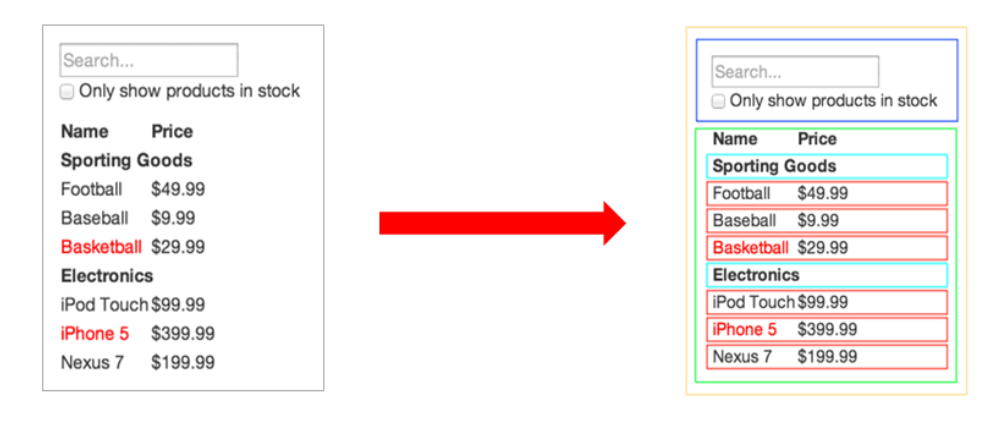 Search...
Only show products in stock
Name Price
Sporting Goods
Football $49.99
Baseball $9.99
Basketball $29.99
Electronics
iPod Touch $99.99
iPhone 5 $399.99
Nexus 7 $199.99
Search...
Only show products in stock
Name Price
Sporting Goods
Football $49.99
Baseball $9.99
Basketball $29.99
Electronics
iPod Touch $99.99
iPhone 5 $399.99
Nexus 7 $199.99